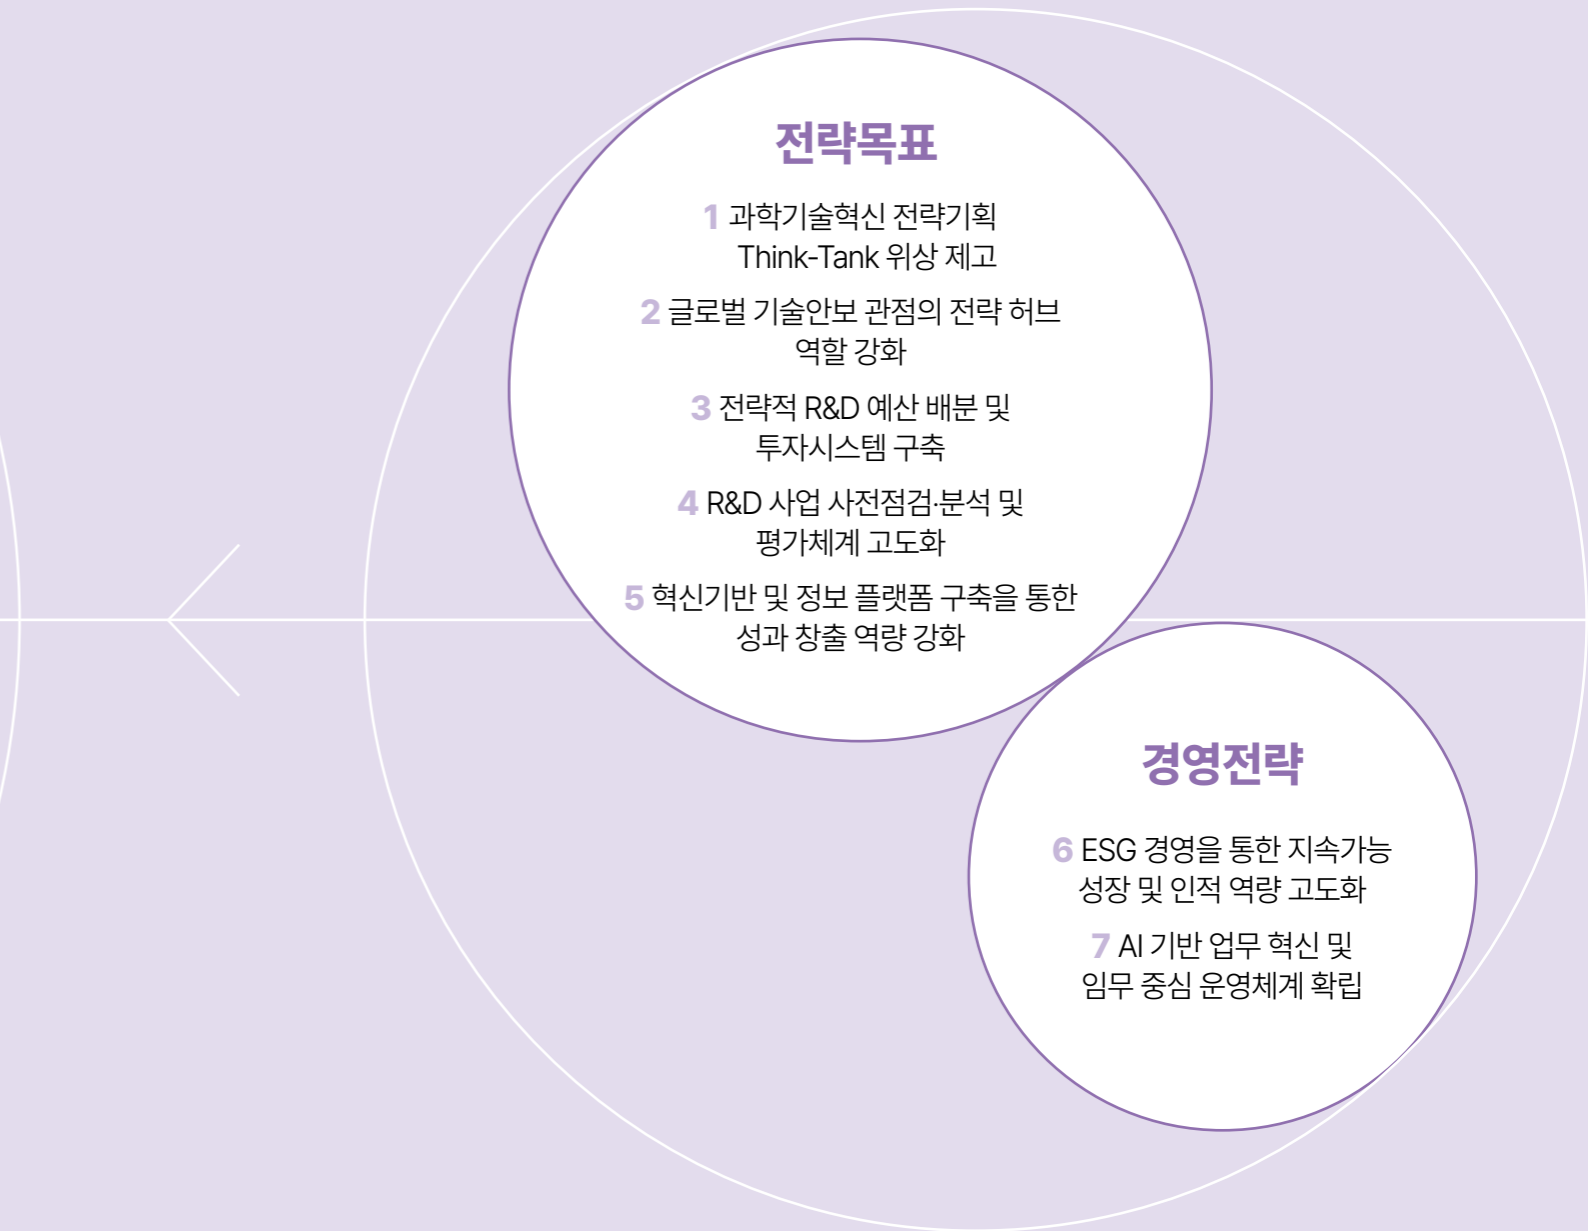 전략목표
1 과학기술혁신 전략기획
Think-Tank 위상 제고
2 글로벌 기술안보 관점의 전략 허브
역할 강화
3 전략적 R&D 예산 배분 및
투자시스템 구축
4 R&D 사업 사전점검·분석 및
평가체계 고도화
5 혁신기반 및 정보 플랫폼 구축을 통한
성과 창출 역량 강화
경영전략
6 ESG 경영을 통한 지속가능
성장 및 인적 역량 고도화
7 AI 기반 업무 혁신 및
임무 중심 운영체계 확립